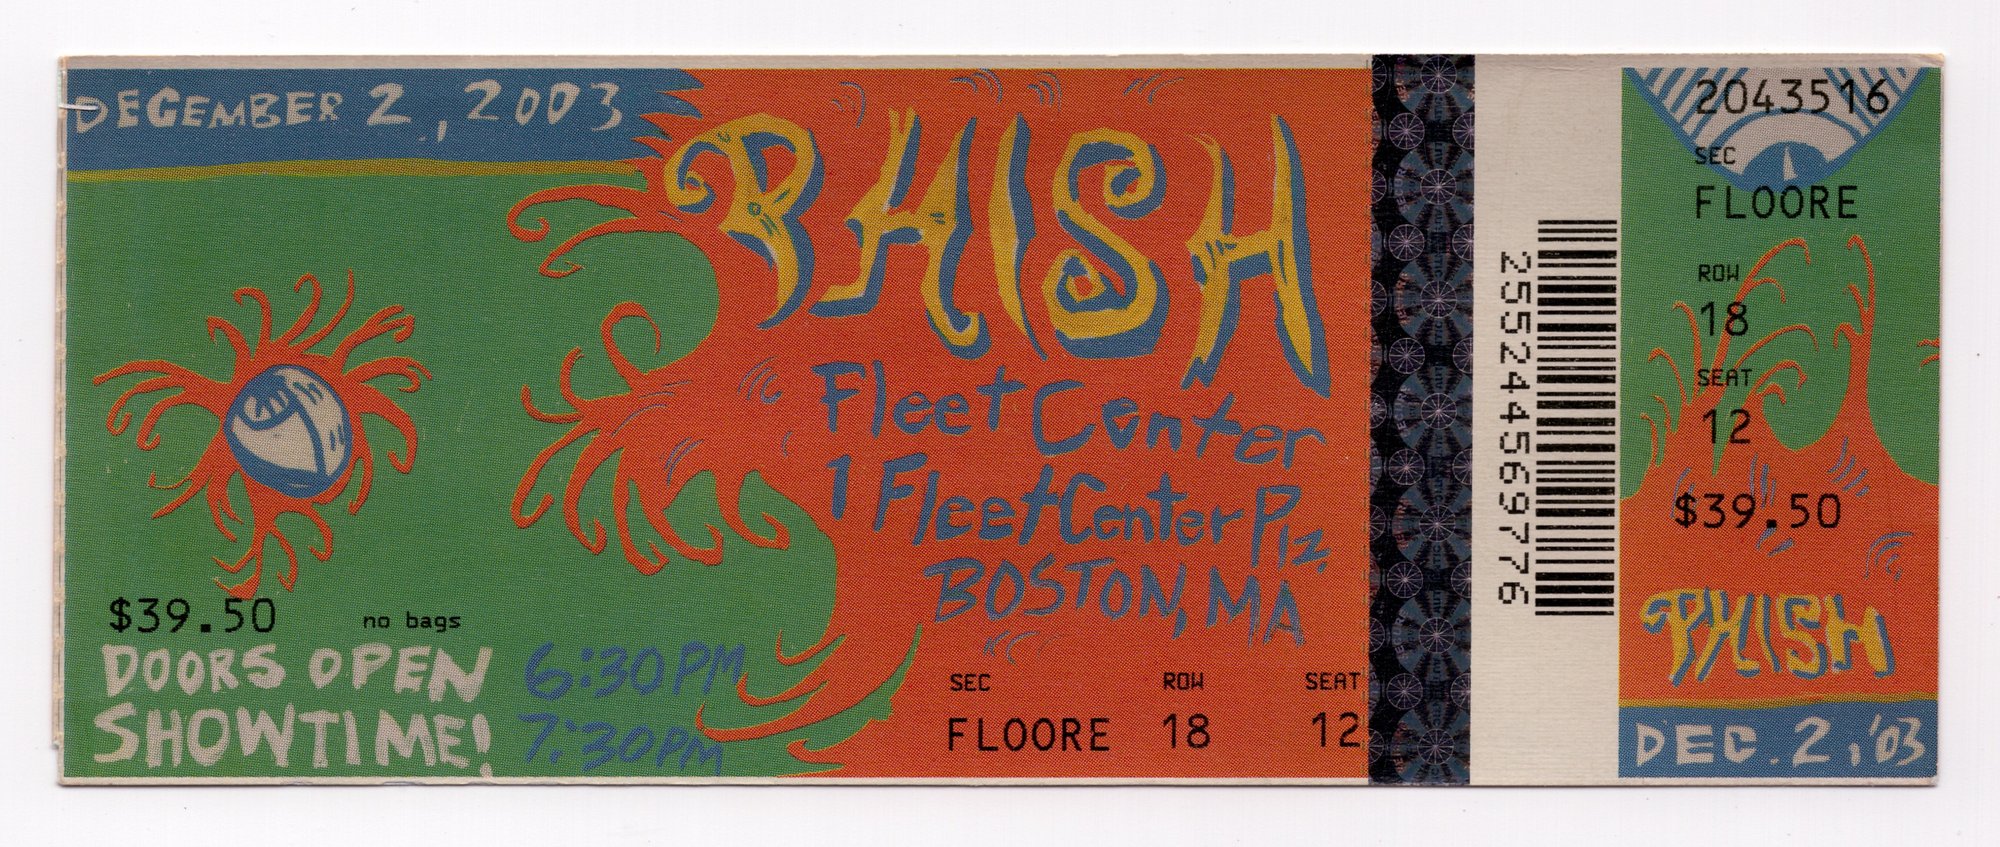 DECEMBER 2, 2003
PHISH
Fleet Center
1 FleetCenter Plz.
BOSTON, MA
$39.50 no bags
DOORS OPEN 6:30PM
SHOWTIME! 7:30PM
SEC ROW SEAT
FLOORE 18 12
2552445697776
2043516
SEC
FLOORE
ROW
18
SEAT
12
$39.50
PHISH
DEC. 2, '03